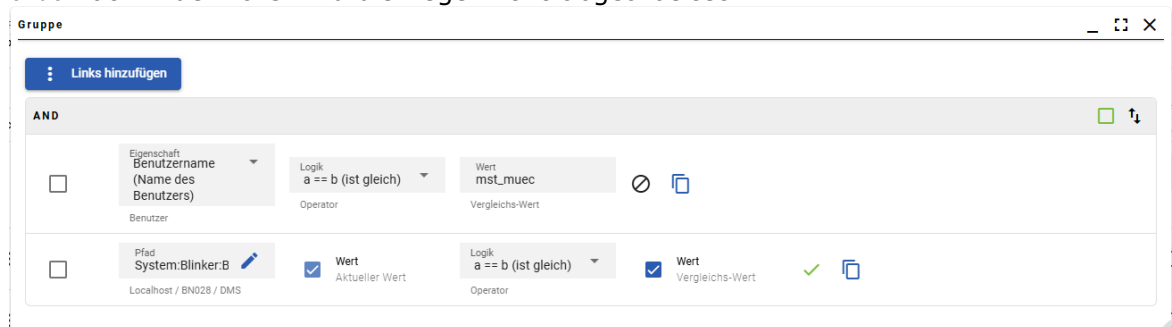 Gruppe
Links hinzufügen
AND
Eigenschaft
Benutzername
(Name des
Benutzers)
Benutzer
Logik
a == b (ist gleich)
Operator
Wert
mst_muec
Vergleichs-Wert
Pfad
System:Blinker:B
Localhost / BN028 / DMS
Wert
Aktueller Wert
Logik
a == b (ist gleich)
Operator
Wert
Vergleichs-Wert